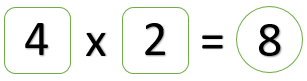 4 x 2 = 8